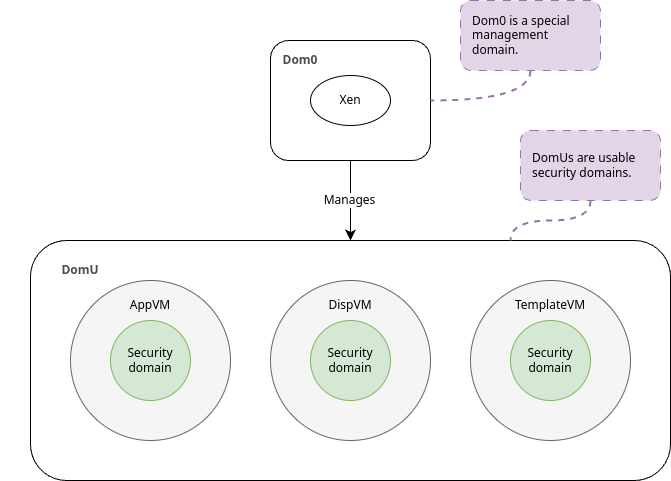 Dom0 is a special
management
domain.
Dom0
Xen
DomUs are usable
security domains.
Manages
DomU
AppVM
Security
domain
DispVM
Security
domain
TemplateVM
Security
domain